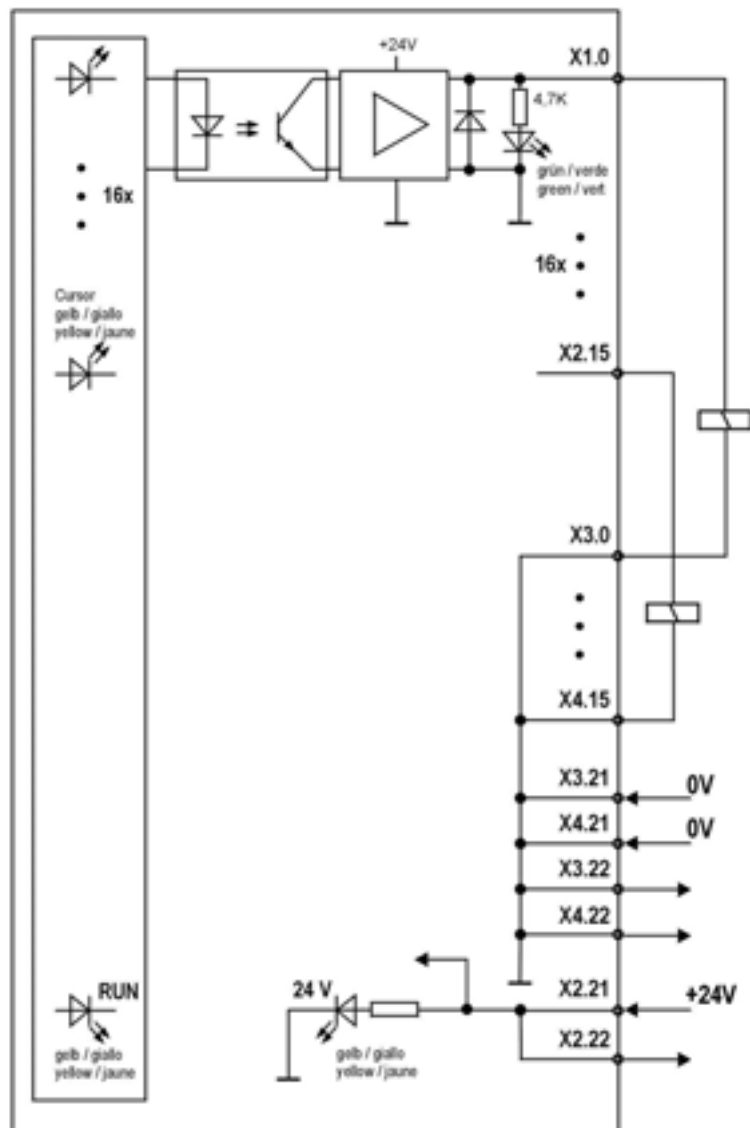 +24V
X1.0
4,7K
grün / verde
green / vert
16x
16x
Cursor
gelb / giallo
yellow / jaune
X2.15
X3.0
X4.15
X3.21
0V
X4.21
0V
X3.22
X4.22
RUN
24 V
X2.21
+24V
gelb / giallo
yellow / jaune
gelb / giallo
yellow / jaune
X2.22